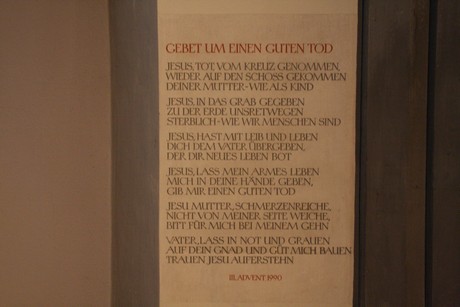 GEBET UM EINEN GUTEN TOD
JESUS, TOT, VOM KREUZ GENOMMEN,
WIEDER AUF DEN SCHOSS GEKOMMEN
DEINER MUTTER-WIE ALS KIND
JESUS, IN DAS GRAB GEGEBEN
ZU DER ERDE UNSRETWEGEN
STERBLICH-WIE WIR MENSCHEN SIND
JESUS, HAST MIT LEIB UND LEBEN
DICH DEM VATER ÜBERGEBEN,
DER DIR NEUES LEBEN BOT
JESUS, LASS MEIN ARMES LEBEN
MICH IN DEINE HÄNDE GEBEN,
GIB MIR EINEN GUTEN TOD
JESU MUTTER, SCHMERZENREICHE,
NICHT VON MEINER SEITE WEICHE,
BITT FÜR MICH BEI MEINEM GEHN
VATER, LASS IN NOT UND GRAUEN
AUF DEIN GNAD UND GÜT MICH BAUEN
TRAUEN JESU AUFERSTEHN
III. ADVENT 1990